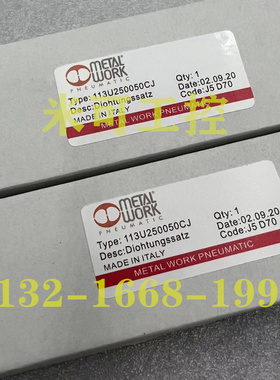 METAL
WORK
PNEUMATIC
Qty: 1
Type: 113U250050CJ
Date:02.09.20
Desc:Diohtungssatz
Code:J5 D70
MADE IN ITALY
METAL WORK PNEUMATIC
METAL
WORK
PNEUMATIC
Qty: 1
Type: 113U250050CJ
Date:02.09.20
Desc:Diohtungssatz
Code:J5 D70
MADE IN ITALY
METAL WORK PNEUMATIC
132-1668-199